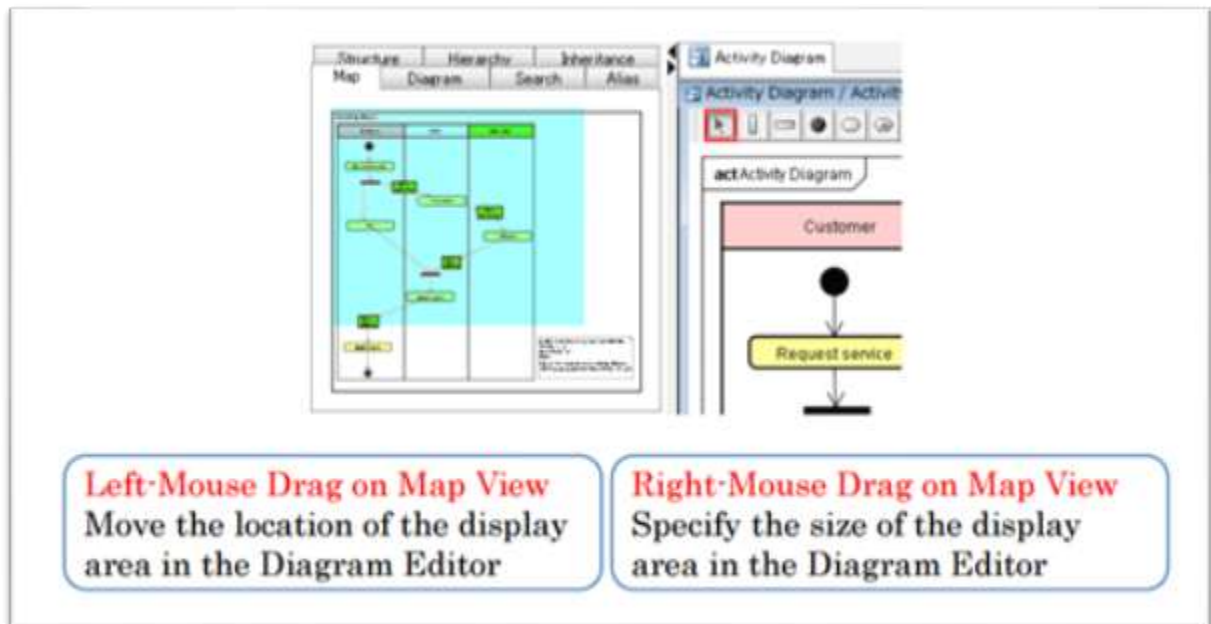 Structure Hierarchy Inheritance
Map Diagram Search Alias
Activity Diagram
Activity Diagram / Activit
act Activity Diagram
Customer
Request service
Left-Mouse Drag on Map View
Move the location of the display
area in the Diagram Editor
Right-Mouse Drag on Map View
Specify the size of the display
area in the Diagram Editor